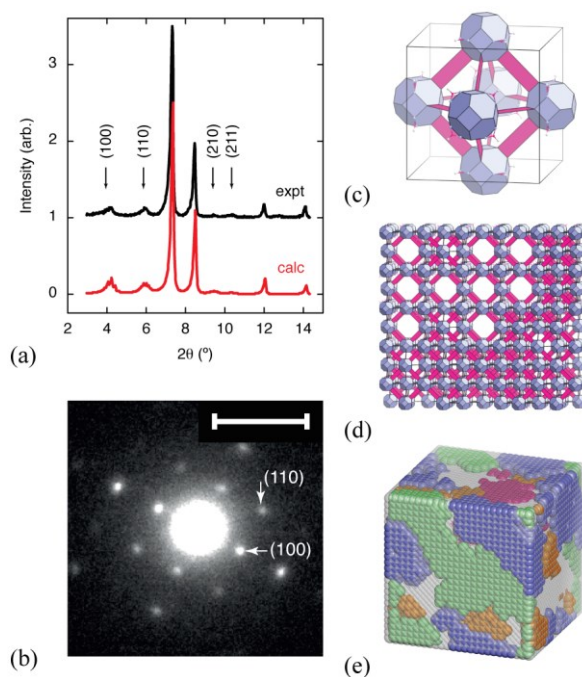 3
2
1
0
Intensity (arb.)
(100)
(110)
(210)
(211)
expt
calc
2
4
6
8
10
12
14
2θ (º)
(a)
(110)
(100)
(b)
(c)
(d)
(e)